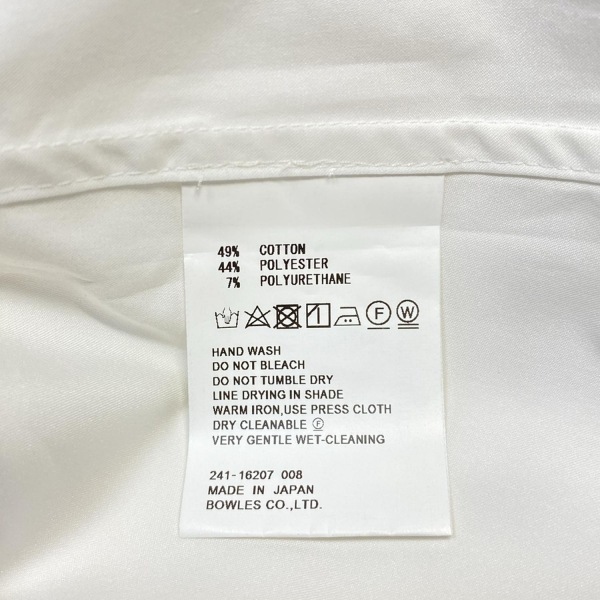 49% COTTON
44% POLYESTER
7% POLYURETHANE
F W
HAND WASH
DO NOT BLEACH
DO NOT TUMBLE DRY
LINE DRYING IN SHADE
WARM IRON,USE PRESS CLOTH
DRY CLEANABLE Ⓕ
VERY GENTLE WET-CLEANING
241-16207 008
MADE IN JAPAN
BOWLES CO.,LTD.